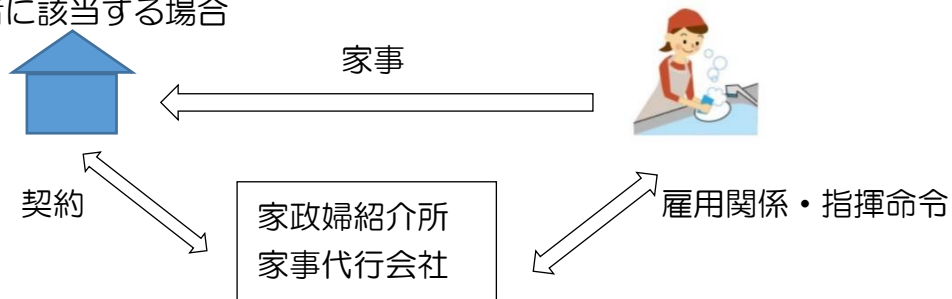 に該当する場合
家事
契約
家政婦紹介所
家事代行会社
雇用関係・指揮命令